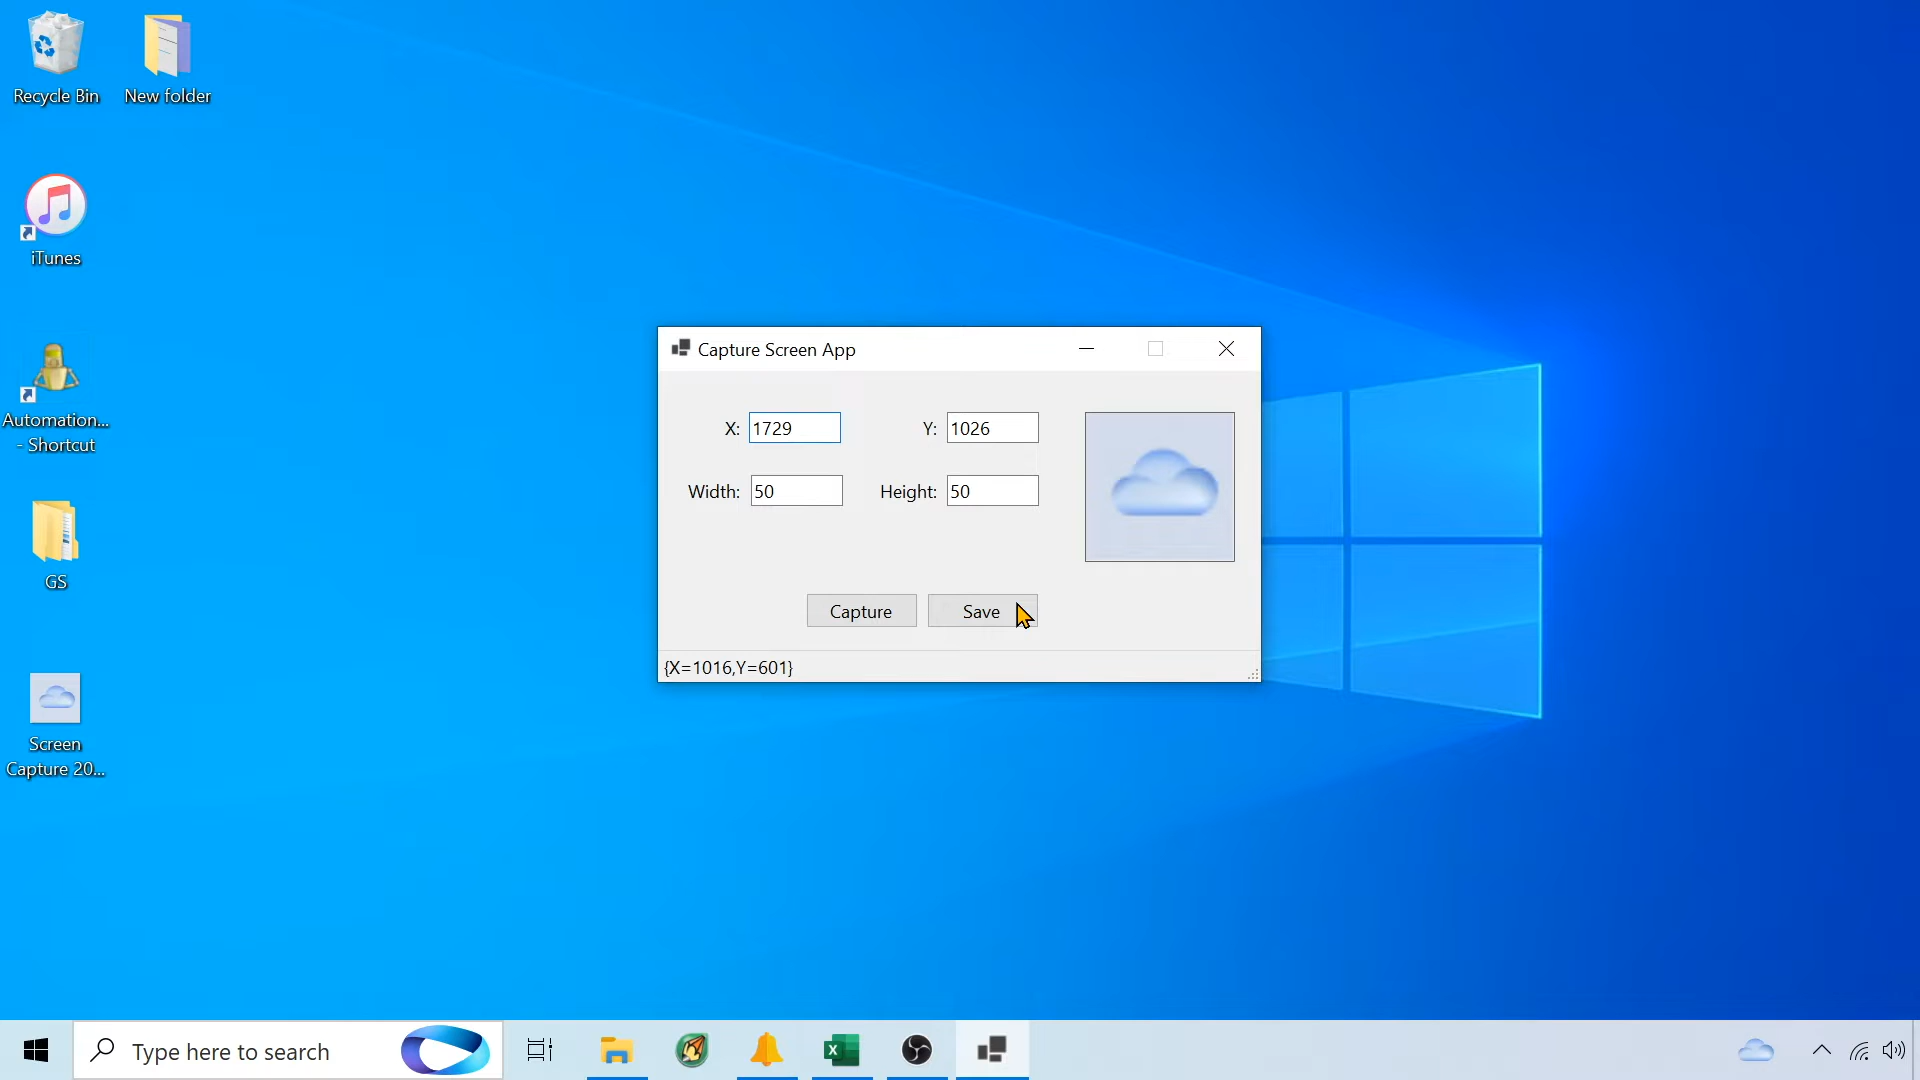 Recycle Bin
New folder
iTunes
Automation...
- Shortcut
GS
Screen
Capture 20...
Capture Screen App
X: 1729
Y: 1026
Width: 50
Height: 50
Capture
Save
{X=1016,Y=601}
Type here to search